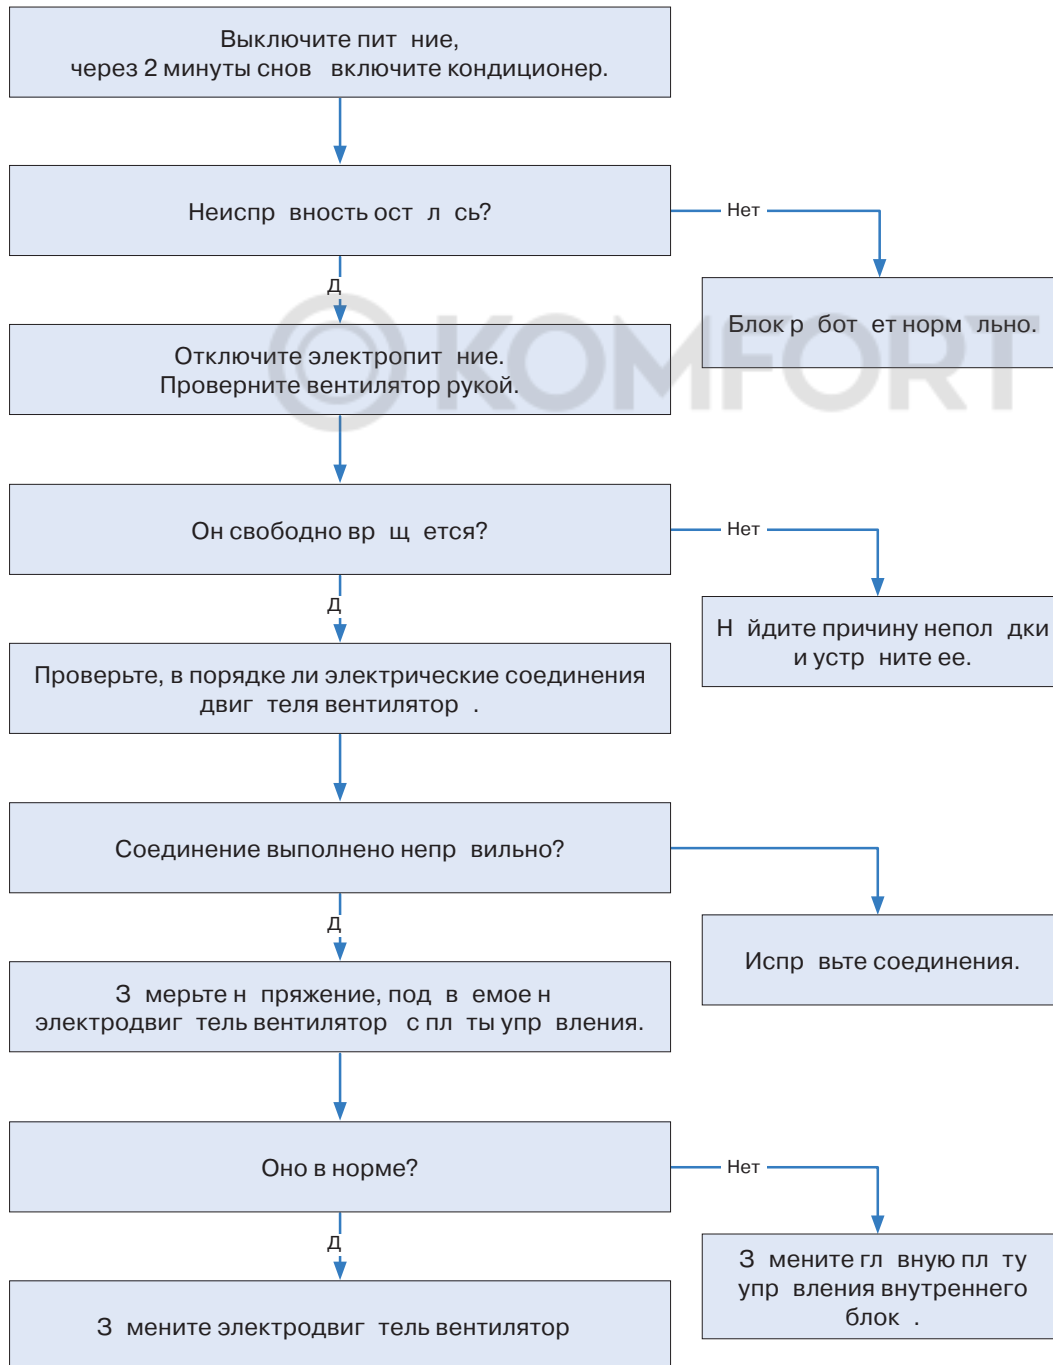 Выключите пит ние,
через 2 минуты снов  включите кондиционер.
Неиспр вность ост л сь?
Нет
Д
Блок р бот ет норм льно.
Отключите электропит ние.
Проверните вентилятор рукой.
© KOMFORT
Он свободно вр щ ется?
Нет
Д
Н йдите причину непол дки
и устр ните ее.
Проверьте, в порядке ли электрические соединения
двиг теля вентилятор .
Соединение выполнено непр вильно?
Д
Испр вьте соединения.
З мерьте н пряжение, под в емое н
электродвиг тель вентилятор  с пл ты упр вления.
Оно в норме?
Нет
Д
З мените гл вную пл ту
упр вления внутреннего
блок .
З мените электродвиг тель вентилятор